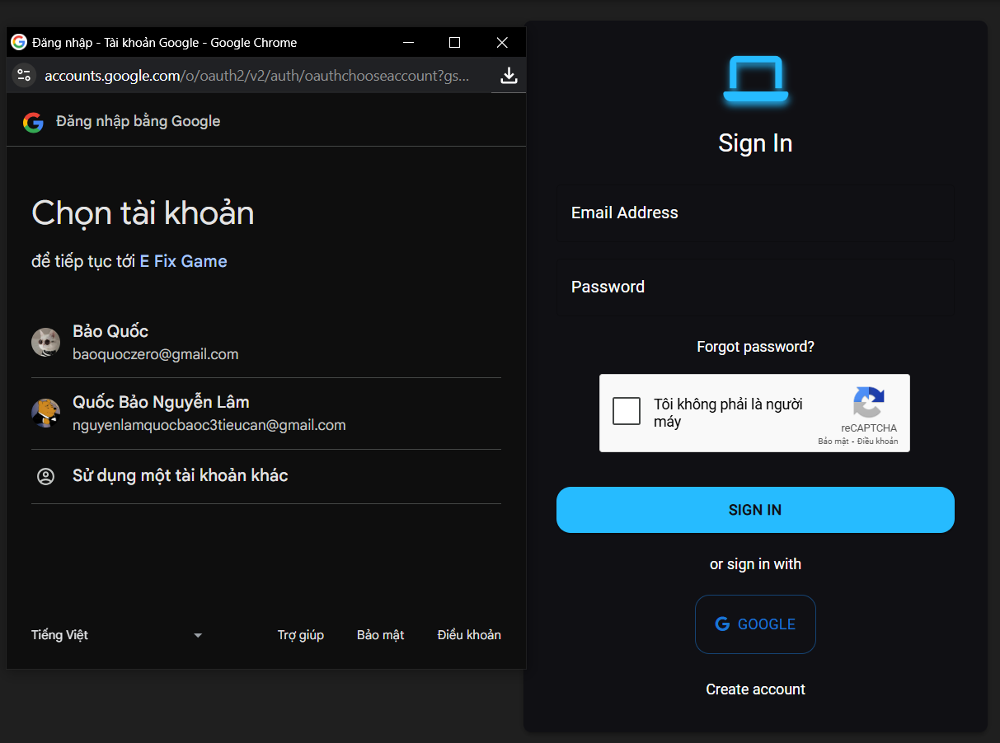 Đăng nhập - Tài khoản Google - Google Chrome
accounts.google.com/o/oauth2/v2/auth/oauthchooseaccount?gs...
Đăng nhập bằng Google
Chọn tài khoản
để tiếp tục tới E Fix Game
Bảo Quốc
baoquoczero@gmail.com
Quốc Bảo Nguyễn Lâm
nguyenlamquocbaoc3tieucan@gmail.com
Sử dụng một tài khoản khác
Tiếng Việt
Trợ giúp
Bảo mật
Điều khoản
Sign In
Email Address
Password
Forgot password?
Tôi không phải là người
máy
reCAPTCHA
Bảo mật - Điều khoản
SIGN IN
or sign in with
GOOGLE
Create account